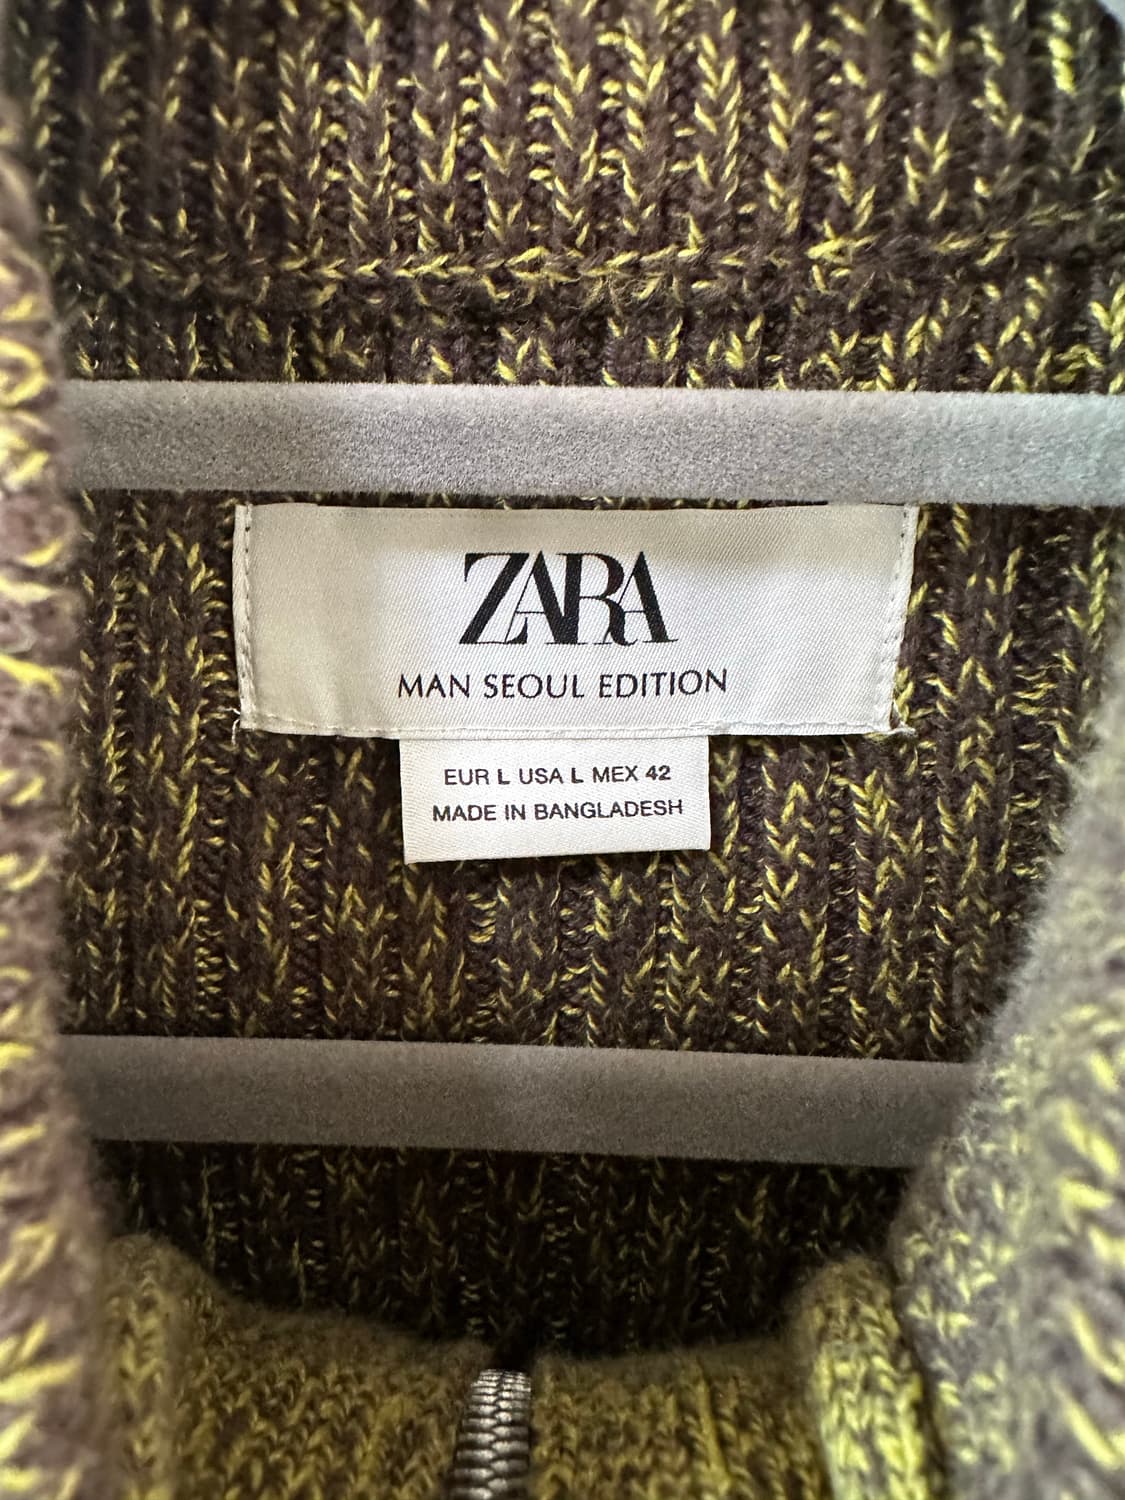 ZARA
MAN SEOUL EDITION
EUR L USA L MEX 42
MADE IN BANGLADESH